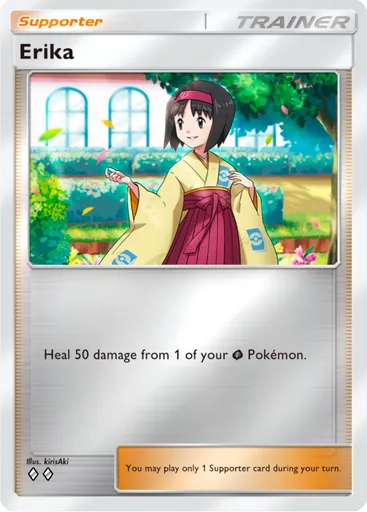 Supporter
TRAINER
Erika
Heal 50 damage from 1 of your Pokémon.
Illus. kirisAki
You may play only 1 Supporter card during your turn.